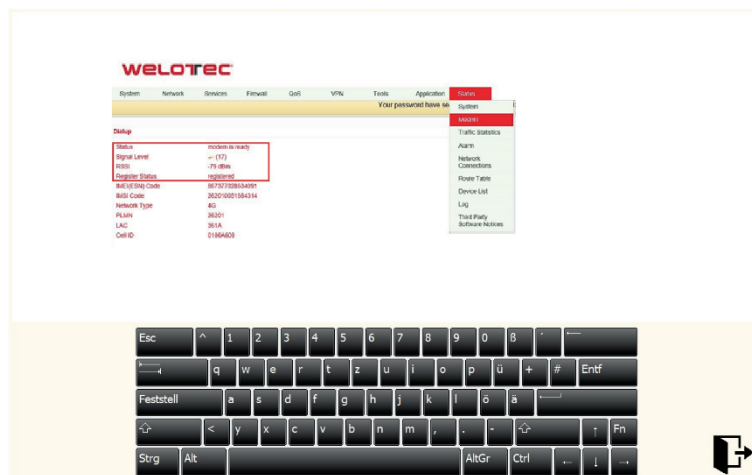 welotec
System Network Services Firewall QoS VPN Tools Application Status
Your password have se
System
Modem
Traffic Statistics
Alarm
Network
Connections
Route Table
Device List
Log
Third Party
Software Notices
Dialup
Status modem is ready
Signal Level (17)
RSSI -79 dBm
Register Status registered
IMEI(ESN) Code
IMSI Code
Network Type 4G
PLMN 26201
LAC 361A
Cell ID
Esc ^ 1 2 3 4 5 6 7 8 9 0 ß ´ ←
q w e r t z u i o p ü + # Entf
Feststell a s d f g h j k l ö ä
⇧ < y x c v b n m , . - ⇧ ↑ Fn
Strg Alt AltGr Ctrl ← ↓ →